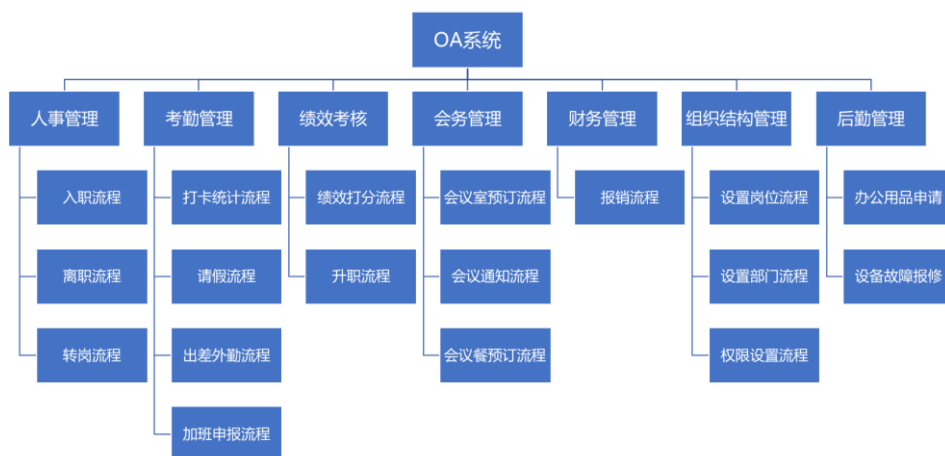 OA系统
人事管理
考勤管理
绩效考核
会务管理
财务管理
组织结构管理
后勤管理
入职流程
打卡统计流程
绩效打分流程
会议室预订流程
报销流程
设置岗位流程
办公用品申请
离职流程
请假流程
升职流程
会议通知流程
设置部门流程
设备故障报修
转岗流程
出差外勤流程
会议餐预订流程
权限设置流程
加班申报流程